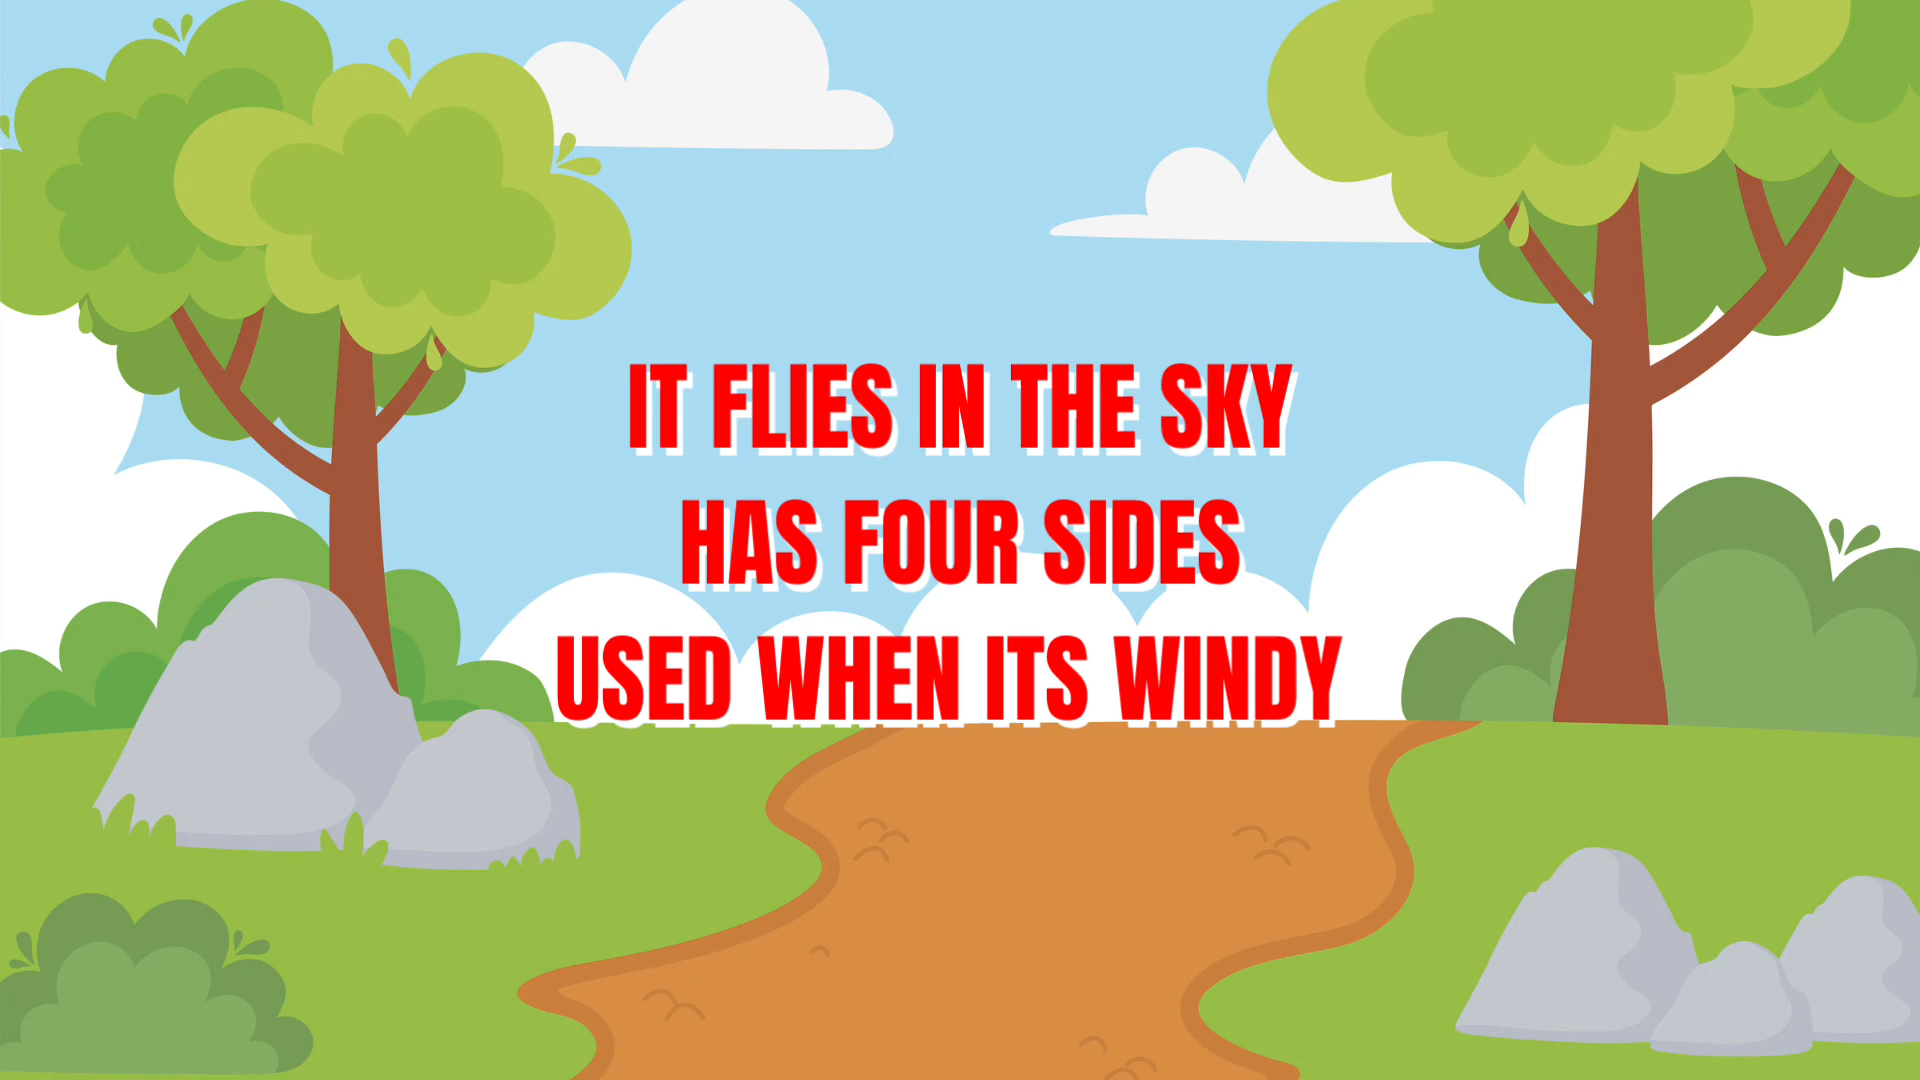 IT FLIES IN THE SKY
HAS FOUR SIDES
USED WHEN ITS WINDY